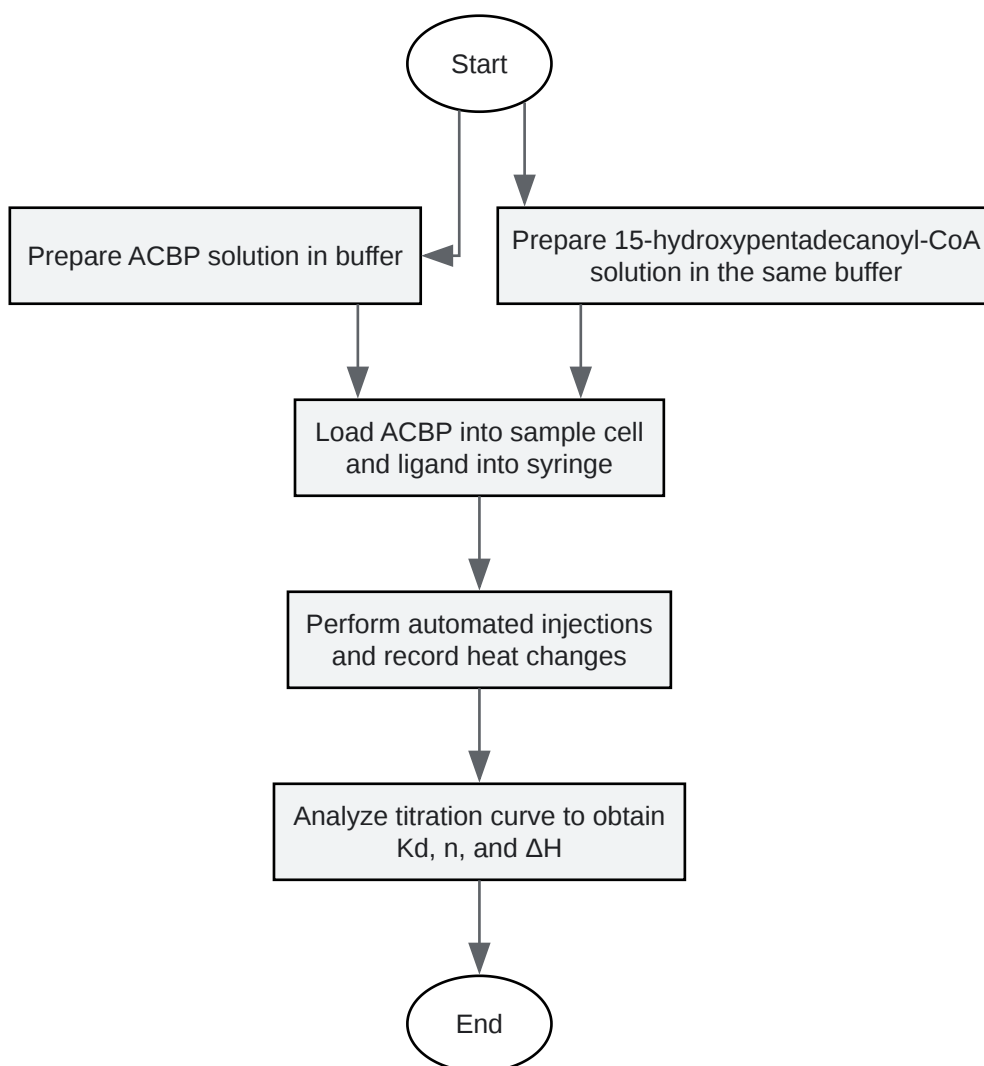 Start
Prepare ACBP solution in buffer
Prepare 15-hydroxypentadecanoyl-CoA
solution in the same buffer
Load ACBP into sample cell
and ligand into syringe
Perform automated injections
and record heat changes
Analyze titration curve to obtain
Kd, n, and ΔH
End